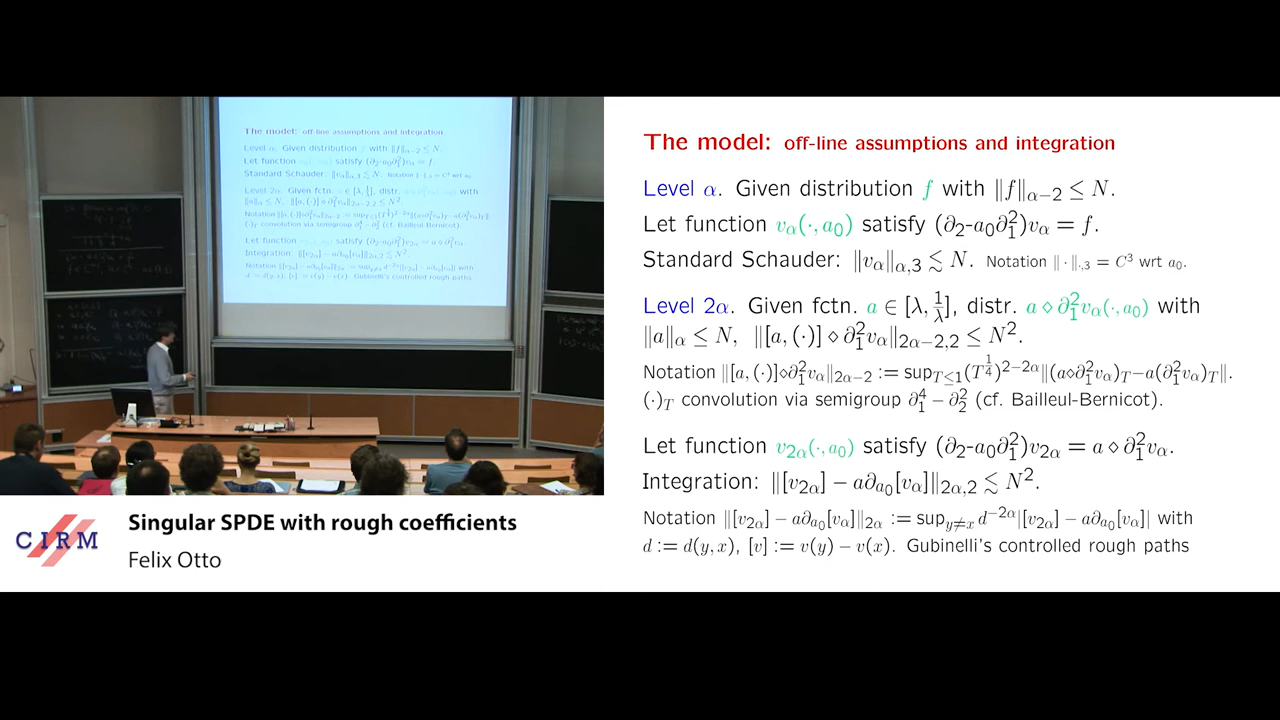 The model: off-line assumptions and integration
Level α. Given distribution f with ‖f‖_{α−2} ≤ N.
Let function v_α(·, a_0) satisfy (∂_2-a_0∂_1^2)v_α = f.
Standard Schauder: ‖v_α‖_{α,3} ≲ N. Notation ‖·‖_{·,3} = C^3 wrt a_0.
Level 2α. Given fctn. a ∈ [λ, 1/λ], distr. a ⋄ ∂_1^2 v_α(·, a_0) with
‖a‖_α ≤ N, ‖[a, (·)] ⋄ ∂_1^2 v_α‖_{2α−2,2} ≤ N^2.
Notation ‖[a, (·)]⋄∂_1^2 v_α‖_{2α−2} := sup_{T≤1}(T^{1/4})^{2−2α}‖(a⋄∂_1^2 v_α)_T−a(∂_1^2 v_α)_T‖.
(·)_T convolution via semigroup ∂_1^4 − ∂_2^2 (cf. Bailleul-Bernicot).
Let function v_{2α}(·, a_0) satisfy (∂_2-a_0∂_1^2)v_{2α} = a ⋄ ∂_1^2 v_α.
Integration: ‖[v_{2α}] − a∂_{a_0}[v_α]‖_{2α,2} ≲ N^2.
Notation ‖[v_{2α}] − a∂_{a_0}[v_α]‖_{2α} := sup_{y≠x} d^{−2α}|[v_{2α}] − a∂_{a_0}[v_α]| with
d := d(y, x), [v] := v(y) − v(x). Gubinelli's controlled rough paths
CIRM
Singular SPDE with rough coefficients
Felix Otto